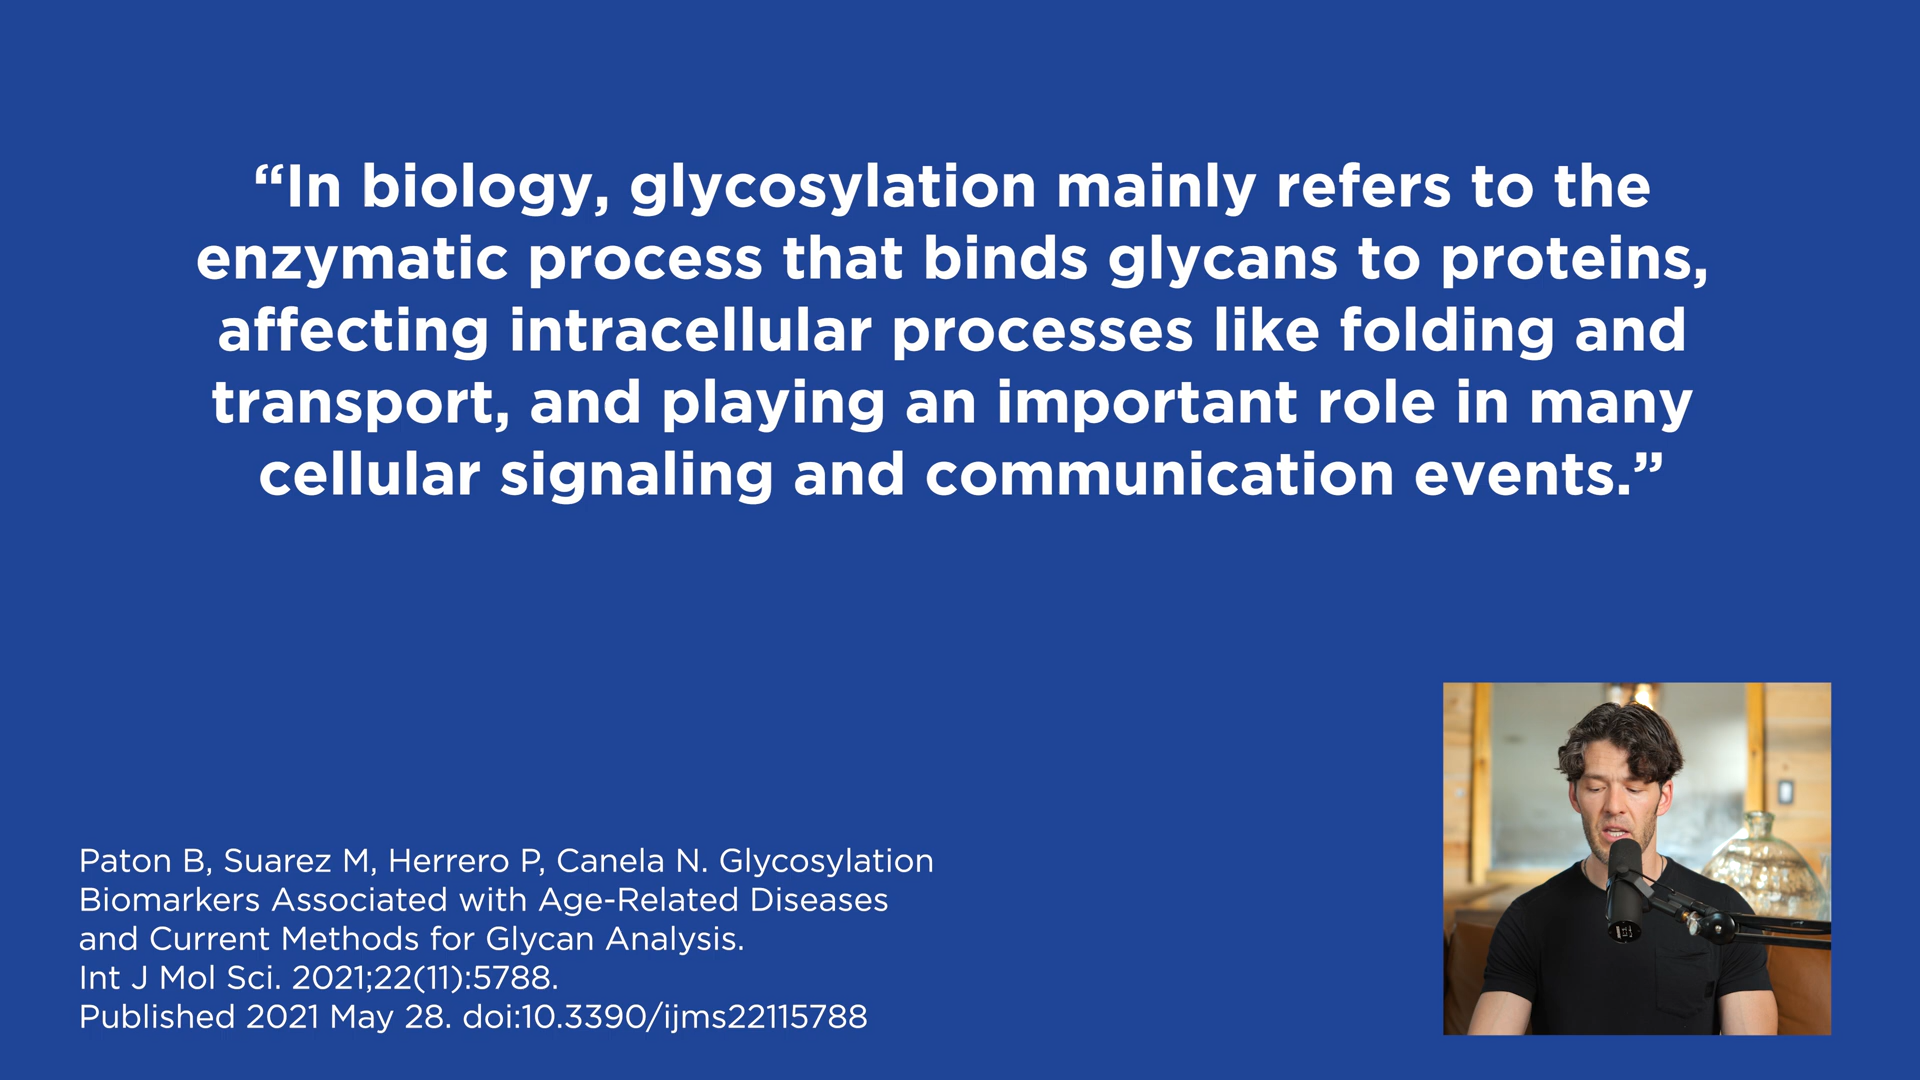 “In biology, glycosylation mainly refers to the
enzymatic process that binds glycans to proteins,
affecting intracellular processes like folding and
transport, and playing an important role in many
cellular signaling and communication events.”
Paton B, Suarez M, Herrero P, Canela N. Glycosylation
Biomarkers Associated with Age-Related Diseases
and Current Methods for Glycan Analysis.
Int J Mol Sci. 2021;22(11):5788.
Published 2021 May 28. doi:10.3390/ijms22115788